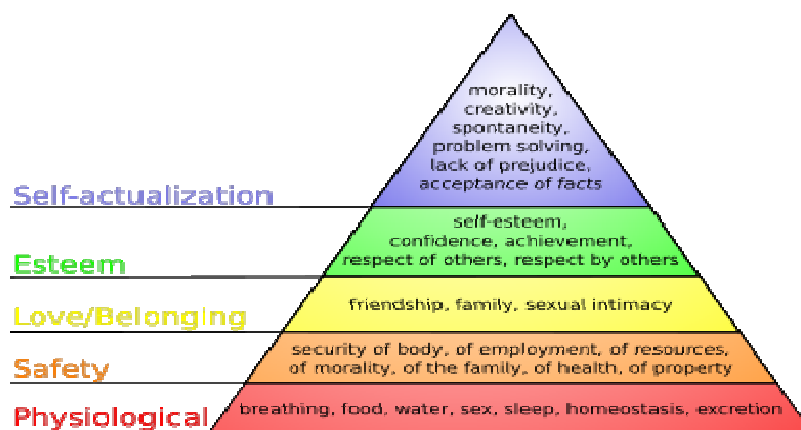 morality,
creativity,
spontaneity,
problem solving,
lack of prejudice,
acceptance of facts
Self-actualization
self-esteem,
confidence, achievement,
respect of others, respect by others
Esteem
friendship, family, sexual intimacy
Love/Belonging
security of body, of employment, of resources,
of morality, of the family, of health, of property
Safety
breathing, food, water, sex, sleep, homeostasis, excretion
Physiological